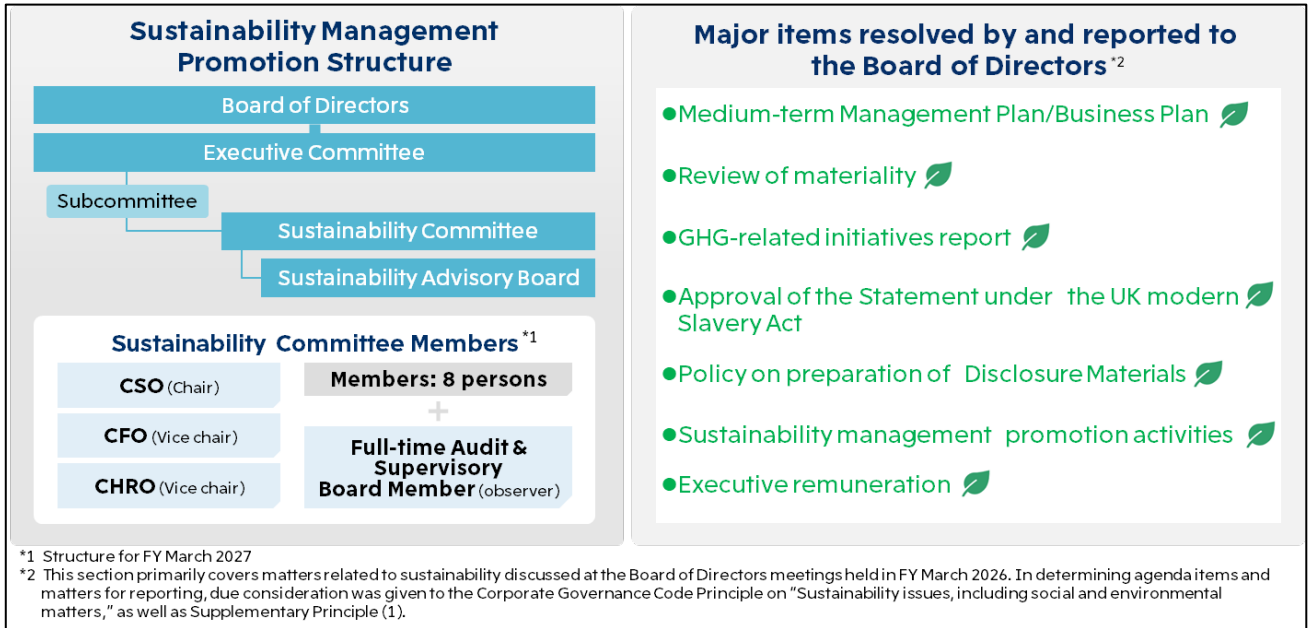 Sustainability Management
Promotion Structure
Board of Directors
Executive Committee
Subcommittee
Sustainability Committee
Sustainability Advisory Board
Sustainability Committee Members *1
CSO (Chair)
CFO (Vice chair)
CHRO (Vice chair)
Members: 8 persons
+
Full-time Audit &
Supervisory
Board Member (observer)
Major items resolved by and reported to
the Board of Directors *2
●Medium-term Management Plan/Business Plan
●Review of materiality
●GHG-related initiatives report
●Approval of the Statement under the UK modern
Slavery Act
●Policy on preparation of Disclosure Materials
●Sustainability management promotion activities
●Executive remuneration
*1 Structure for FY March 2027
*2 This section primarily covers matters related to sustainability discussed at the Board of Directors meetings held in FY March 2026. In determining agenda items and
matters for reporting, due consideration was given to the Corporate Governance Code Principle on “Sustainability issues, including social and environmental
matters,” as well as Supplementary Principle (1).